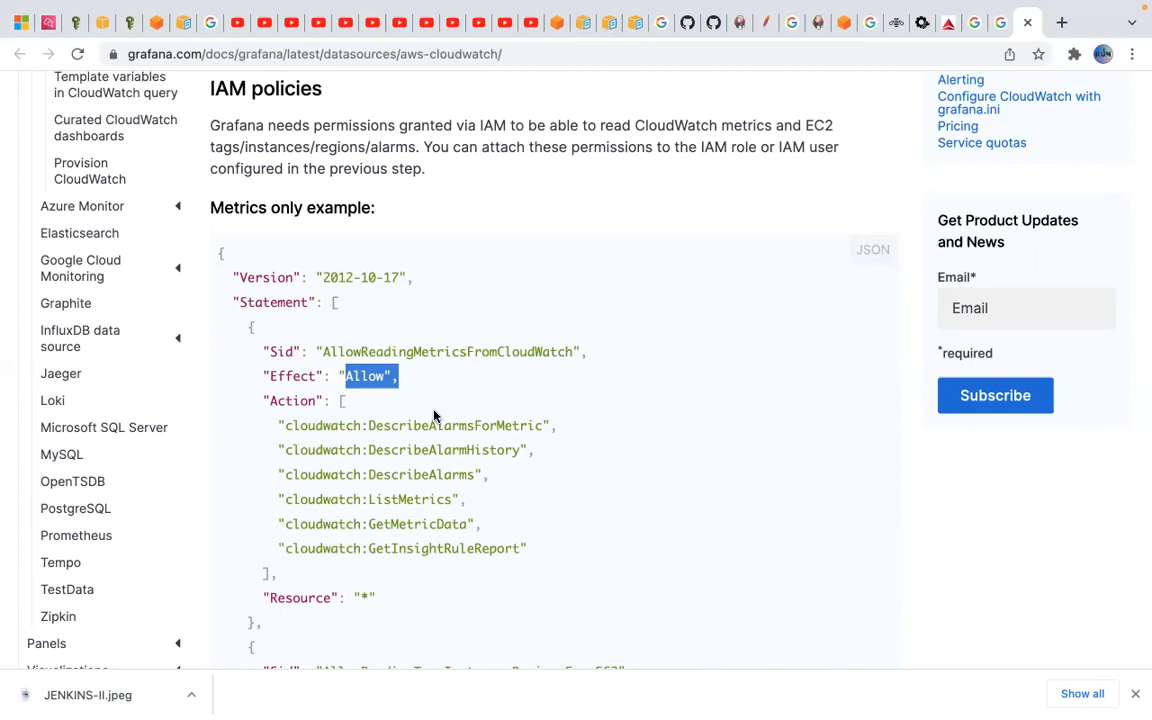 grafana.com/docs/grafana/latest/datasources/aws-cloudwatch/
Template variables
in CloudWatch query
Curated CloudWatch
dashboards
Provision
CloudWatch
Azure Monitor
Elasticsearch
Google Cloud
Monitoring
Graphite
InfluxDB data
source
Jaeger
Loki
Microsoft SQL Server
MySQL
OpenTSDB
PostgreSQL
Prometheus
Tempo
TestData
Zipkin
Panels
IAM policies
Grafana needs permissions granted via IAM to be able to read CloudWatch metrics and EC2
tags/instances/regions/alarms. You can attach these permissions to the IAM role or IAM user
configured in the previous step.
Metrics only example:
JSON
{
"Version": "2012-10-17",
"Statement": [
{
"Sid": "AllowReadingMetricsFromCloudWatch",
"Effect": "Allow",
"Action": [
"cloudwatch:DescribeAlarmsForMetric",
"cloudwatch:DescribeAlarmHistory",
"cloudwatch:DescribeAlarms",
"cloudwatch:ListMetrics",
"cloudwatch:GetMetricData",
"cloudwatch:GetInsightRuleReport"
],
"Resource": "*"
},
{
Alerting
Configure CloudWatch with
grafana.ini
Pricing
Service quotas
Get Product Updates
and News
Email*
Email
*required
Subscribe
JENKINS-II.jpeg
Show all